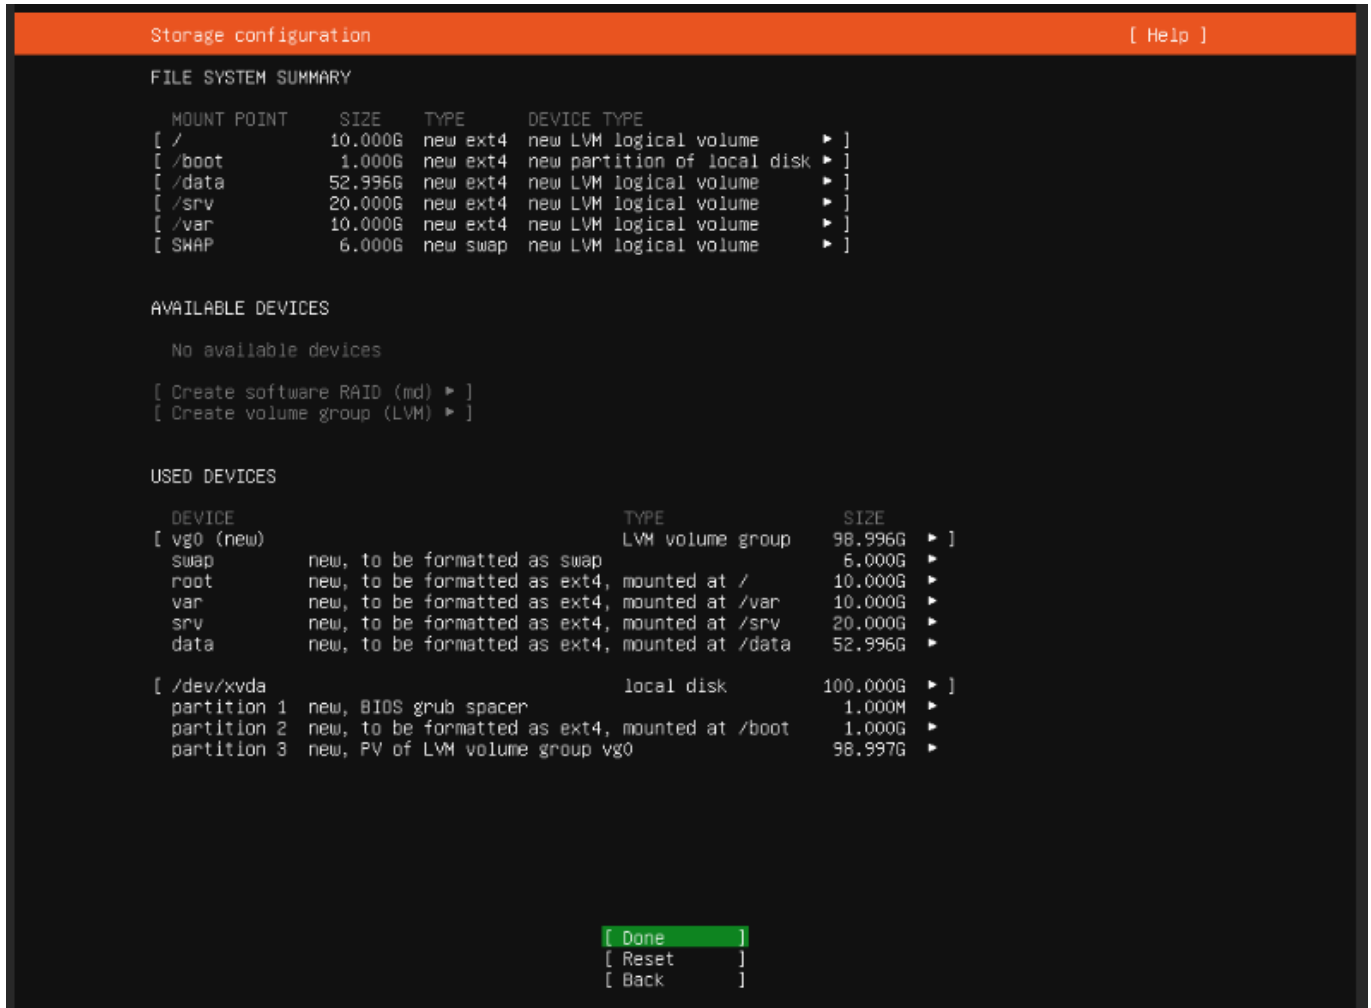 Storage configuration [ Help ]
FILE SYSTEM SUMMARY
MOUNT POINT SIZE TYPE DEVICE TYPE
[ / 10.000G new ext4 new LVM logical volume ▸ ]
[ /boot 1.000G new ext4 new partition of local disk ▸ ]
[ /data 52.996G new ext4 new LVM logical volume ▸ ]
[ /srv 20.000G new ext4 new LVM logical volume ▸ ]
[ /var 10.000G new ext4 new LVM logical volume ▸ ]
[ SWAP 6.000G new swap new LVM logical volume ▸ ]
AVAILABLE DEVICES
No available devices
[ Create software RAID (md) ▸ ]
[ Create volume group (LVM) ▸ ]
USED DEVICES
DEVICE TYPE SIZE
[ vg0 (new) LVM volume group 98.996G ▸ ]
swap new, to be formatted as swap 6.000G ▸
root new, to be formatted as ext4, mounted at / 10.000G ▸
var new, to be formatted as ext4, mounted at /var 10.000G ▸
srv new, to be formatted as ext4, mounted at /srv 20.000G ▸
data new, to be formatted as ext4, mounted at /data 52.996G ▸
[ /dev/xvda local disk 100.000G ▸ ]
partition 1 new, BIOS grub spacer 1.000M ▸
partition 2 new, to be formatted as ext4, mounted at /boot 1.000G ▸
partition 3 new, PV of LVM volume group vg0 98.997G ▸
[ Done ]
[ Reset ]
[ Back ]